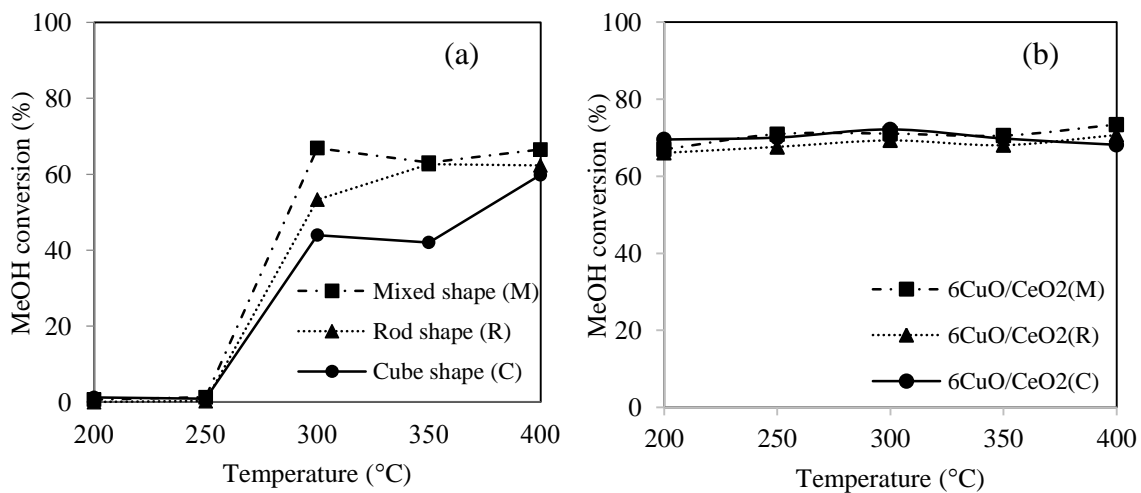 (a)
MeOH conversion (%)
100
80
60
40
20
0
200 250 300 350 400
Temperature (°C)
Mixed shape (M)
Rod shape (R)
Cube shape (C)
(b)
MeOH conversion (%)
100
80
60
40
20
0
200 250 300 350 400
Temperature (°C)
6CuO/CeO2(M)
6CuO/CeO2(R)
6CuO/CeO2(C)